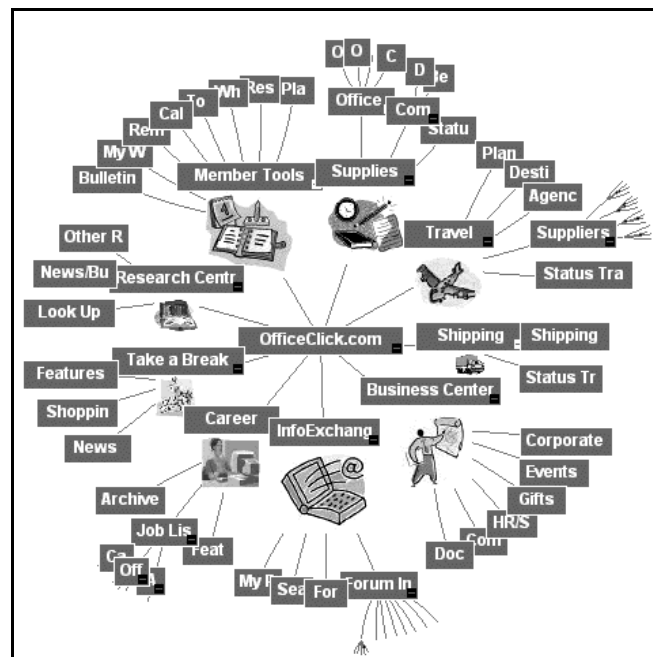 O
O
C
D
Be
Office
Com
Statu
Wh
Res
Pla
To
Cal
Rem
My W
Bulletin
Member Tools
Supplies
Plan
Desti
Agenc
Travel
Suppliers
Status Tra
Other R
News/Bu
Research Centr
Look Up
OfficeClick.com
Shipping
Shipping
Status Tr
Take a Break
Features
Shoppin
News
Business Center
Career
InfoExchang
@
Corporate
Events
Gifts
HR/S
Com
Doc
Archive
Job Lis
Feat
Ca
Off
My P
Sea
For
Forum In